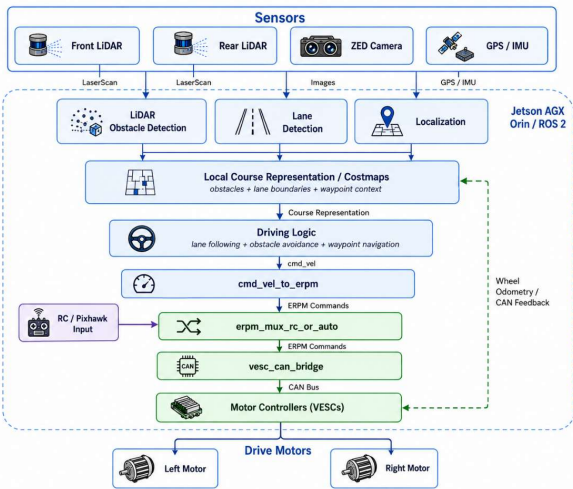 Sensors
Front LiDAR
Rear LiDAR
ZED Camera
GPS / IMU
LaserScan
LaserScan
Images
GPS / IMU
Jetson AGX
Orin / ROS 2
LiDAR
Obstacle Detection
Lane
Detection
Localization
Local Course Representation / Costmaps
obstacles + lane boundaries + waypoint context
Course Representation
Driving Logic
lane following + obstacle avoidance + waypoint navigation
cmd_vel
cmd_vel_to_erpm
Wheel
Odometry /
CAN Feedback
ERPM Commands
RC / Pixhawk
Input
erpm_mux_rc_or_auto
ERPM Commands
CAN
vesc_can_bridge
CAN Bus
Motor Controllers (VESCs)
Drive Motors
Left Motor
Right Motor